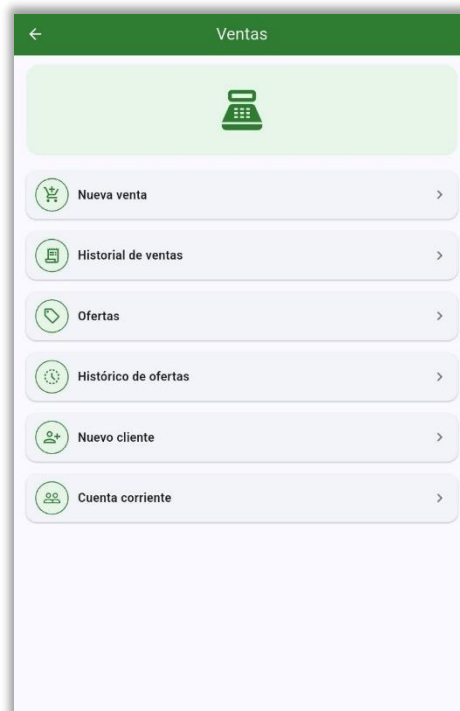 Ventas
Nueva venta
Historial de ventas
Ofertas
Histórico de ofertas
Nuevo cliente
Cuenta corriente